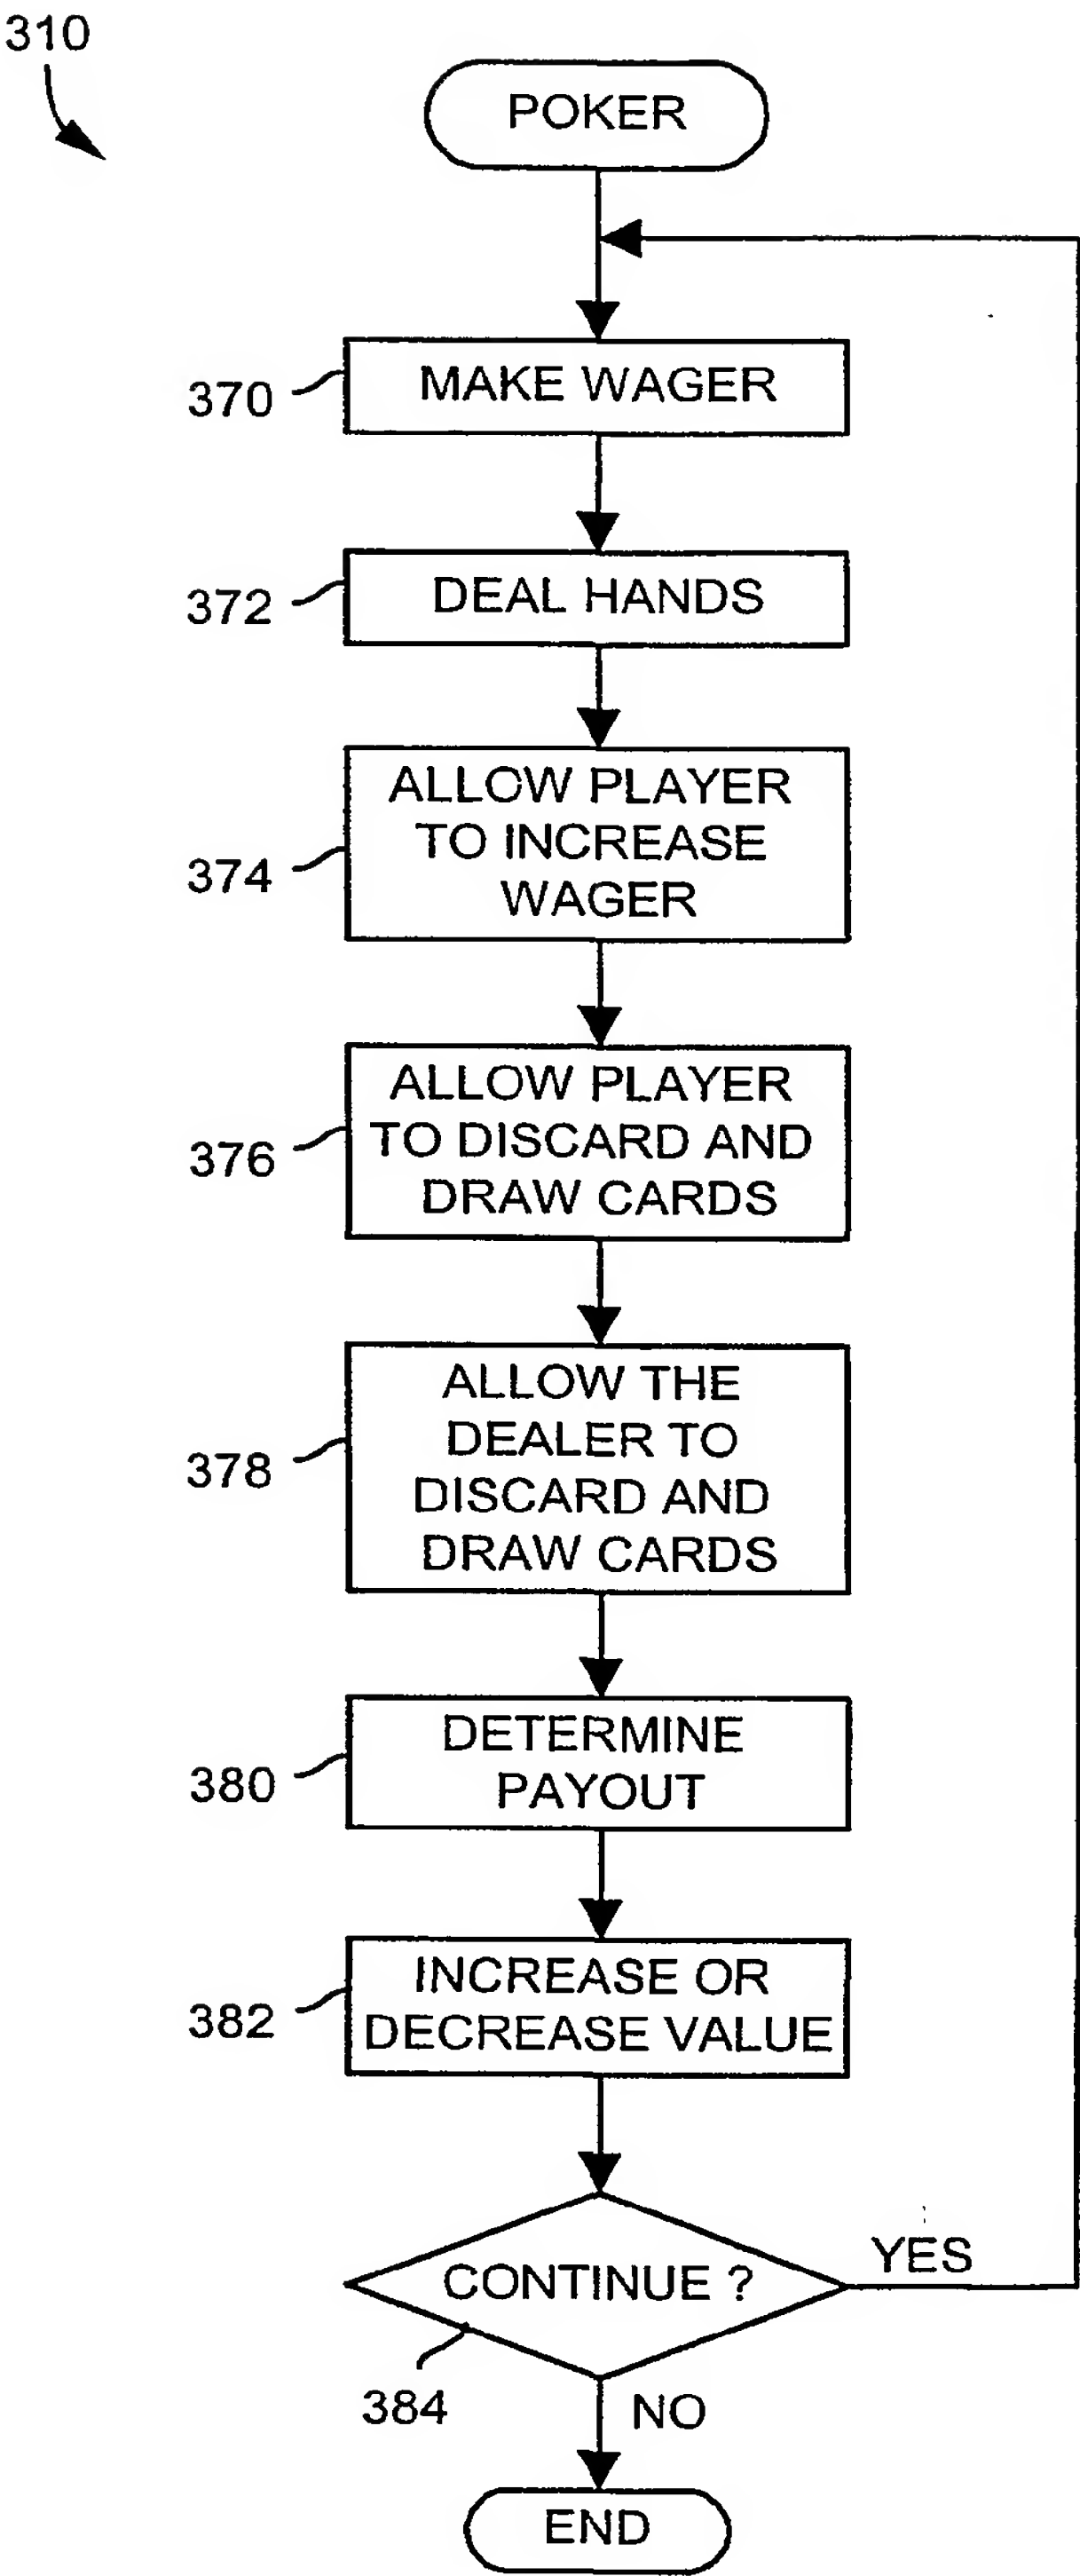 310
POKER
370
MAKE WAGER
372
DEAL HANDS
374
ALLOW PLAYER
TO INCREASE
WAGER
376
ALLOW PLAYER
TO DISCARD AND
DRAW CARDS
378
ALLOW THE
DEALER TO
DISCARD AND
DRAW CARDS
380
DETERMINE
PAYOUT
382
INCREASE OR
DECREASE VALUE
CONTINUE ?
YES
384
NO
END